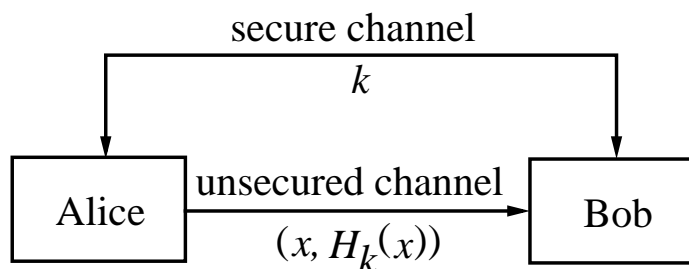 secure channel
k
Alice
unsecured channel
Bob
(x, H_k(x))